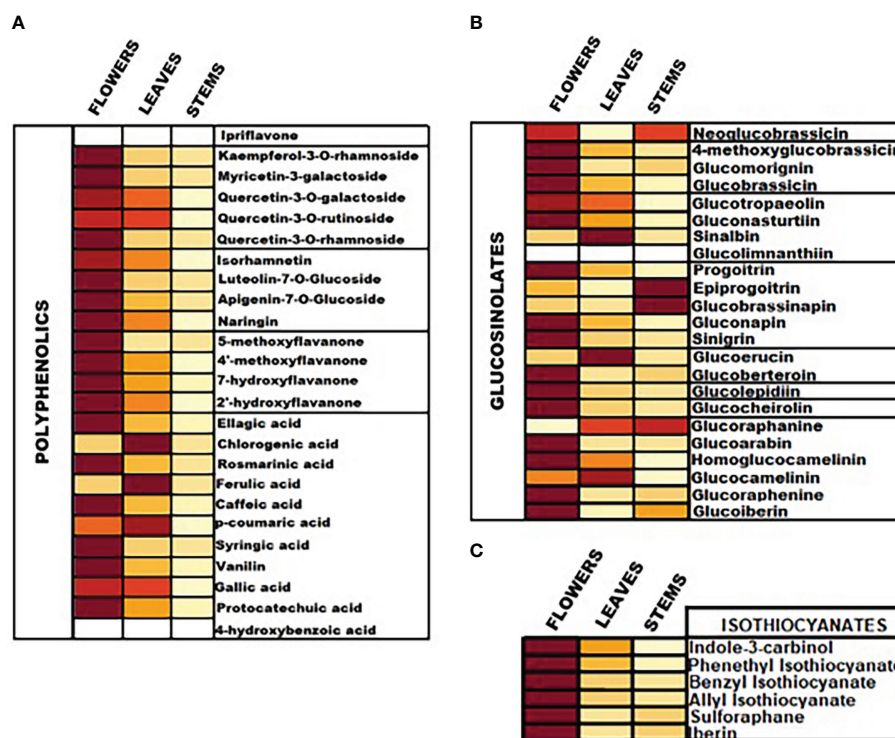 A
FLOWERS
LEAVES
STEMS
POLYPHENOLICS
Ipriflavone
Kaempferol-3-O-rhamnoside
Myricetin-3-galactoside
Quercetin-3-O-galactoside
Quercetin-3-O-rutinoside
Quercetin-3-O-rhamnoside
Isorhamnetin
Luteolin-7-O-Glucoside
Apigenin-7-O-Glucoside
Naringin
5-methoxyflavanone
4'-methoxyflavanone
7-hydroxyflavanone
2'-hydroxyflavanone
Ellagic acid
Chlorogenic acid
Rosmarinic acid
Ferulic acid
Caffeic acid
p-coumaric acid
Syringic acid
Vanilin
Gallic acid
Protocatechuic acid
4-hydroxybenzoic acid
B
FLOWERS
LEAVES
STEMS
GLUCOSINOLATES
Neoglucobrassicin
4-methoxyglucobrassicin
Glucomorignin
Glucobrassicin
Glucotropaeolin
Gluconasturtiin
Sinalbin
Glucolimnanthiin
Progoitrin
Epiprogoitrin
Glucobrassinapin
Gluconapin
Sinigrin
Glucoerucin
Glucoberteroin
Glucolepidiin
Glucocheirolin
Glucoraphanine
Glucoarabin
Homoglucocamelinin
Glucocamelinin
Glucoraphenine
Glucoiberin
C
FLOWERS
LEAVES
STEMS
ISOTHIOCYANATES
Indole-3-carbinol
Phenethyl Isothiocyanate
Benzyl Isothiocyanate
Allyl Isothiocyanate
Sulforaphane
Iberin